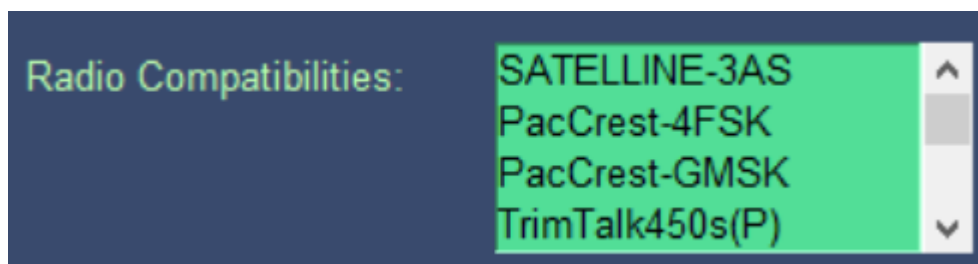 Radio Compatibilities:
SATELLINE-3AS
PacCrest-4FSK
PacCrest-GMSK
TrimTalk450s(P)